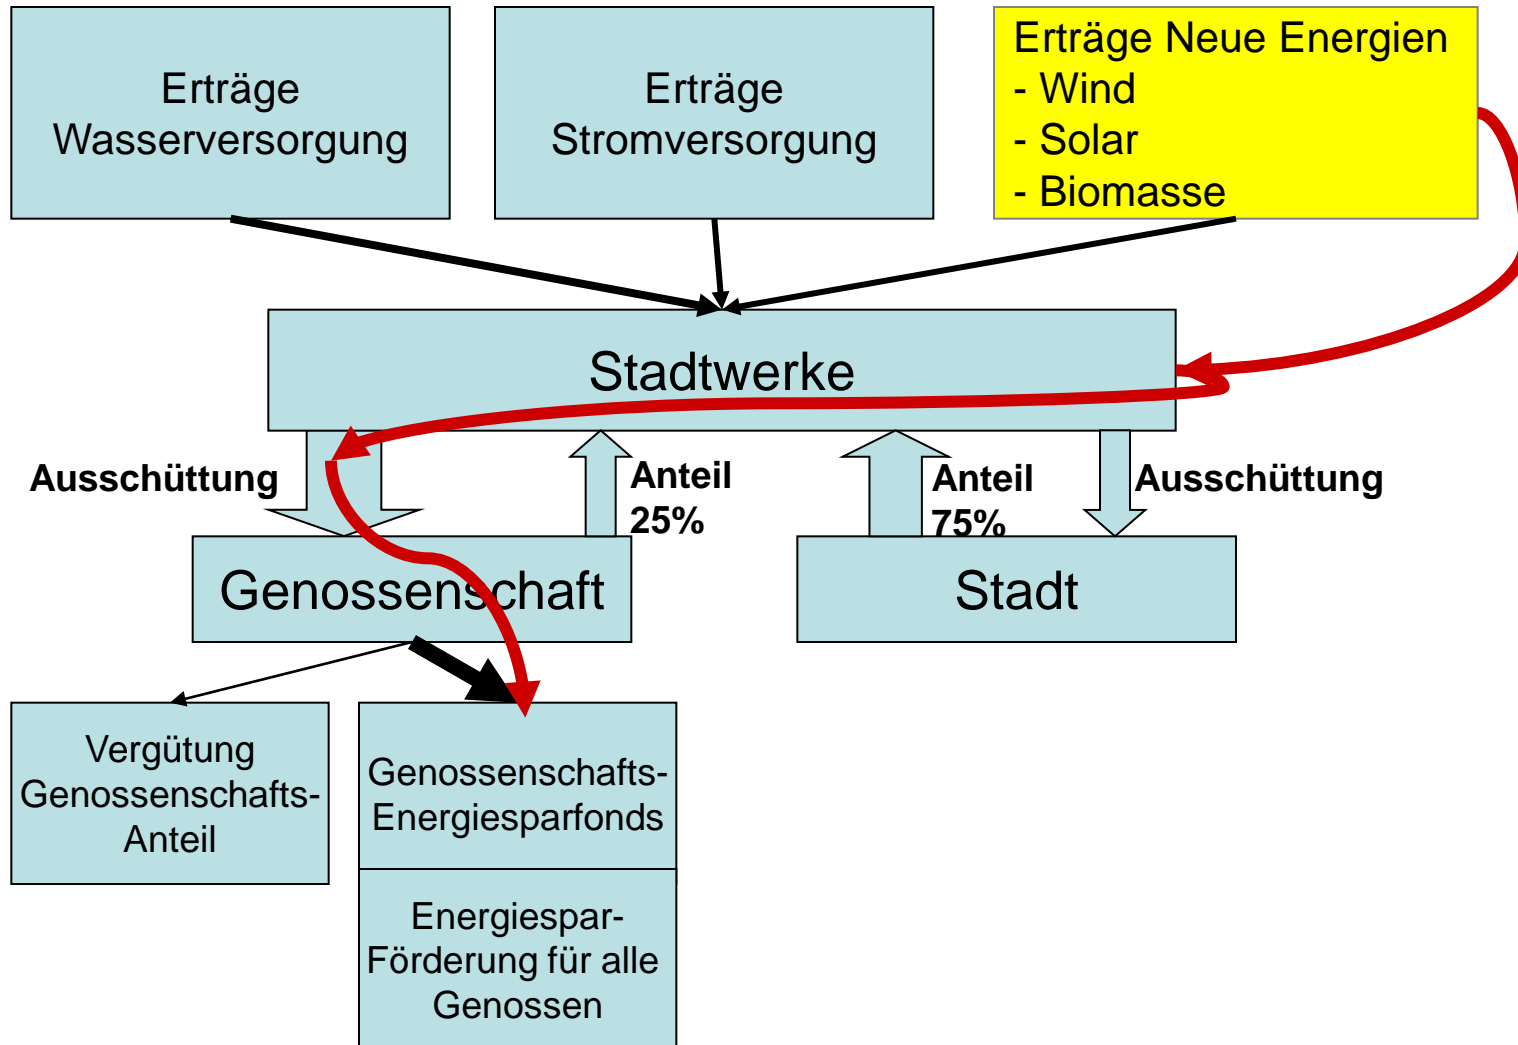 Erträge
Wasserversorgung
Erträge
Stromversorgung
Erträge Neue Energien
- Wind
- Solar
- Biomasse
Stadtwerke
Ausschüttung
Anteil
25%
Anteil
75%
Ausschüttung
Genossenschaft
Stadt
Vergütung
Genossenschafts-
Anteil
Genossenschafts-
Energiesparfonds
Energiespar-
Förderung für alle
Genossen